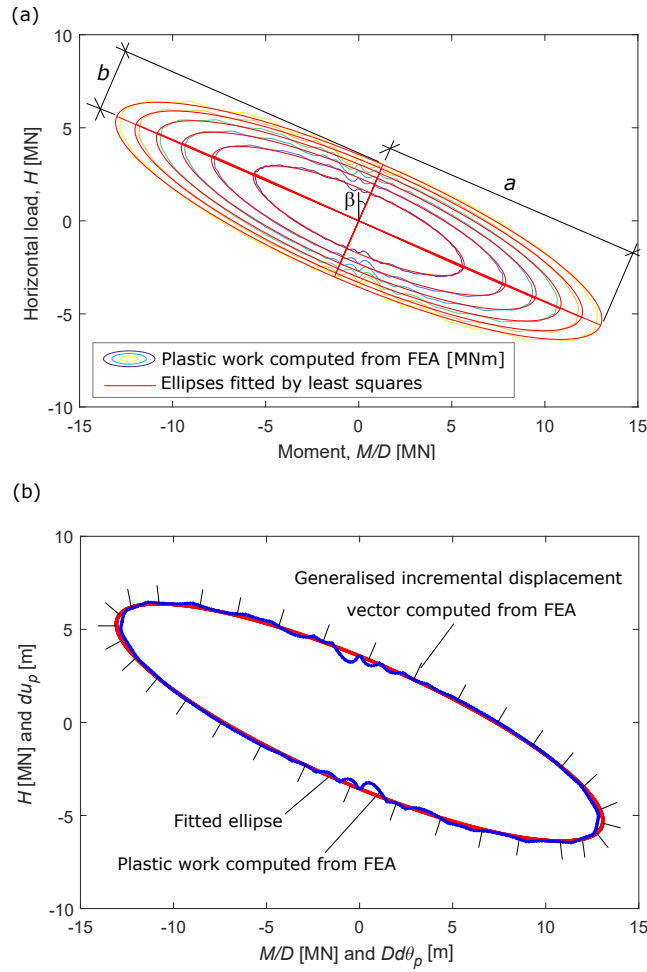 (a)
10
5
0
-5
-10
Horizontal load, H [MN]
b
a
β
Plastic work computed from FEA [MNm]
Ellipses fitted by least squares
-15 -10 -5 0 5 10 15
Moment, M/D [MN]
(b)
10
5
0
-5
-10
H [MN] and du_p [m]
Generalised incremental displacement
vector computed from FEA
Fitted ellipse
Plastic work computed from FEA
-15 -10 -5 0 5 10 15
M/D [MN] and Ddθ_p [m]